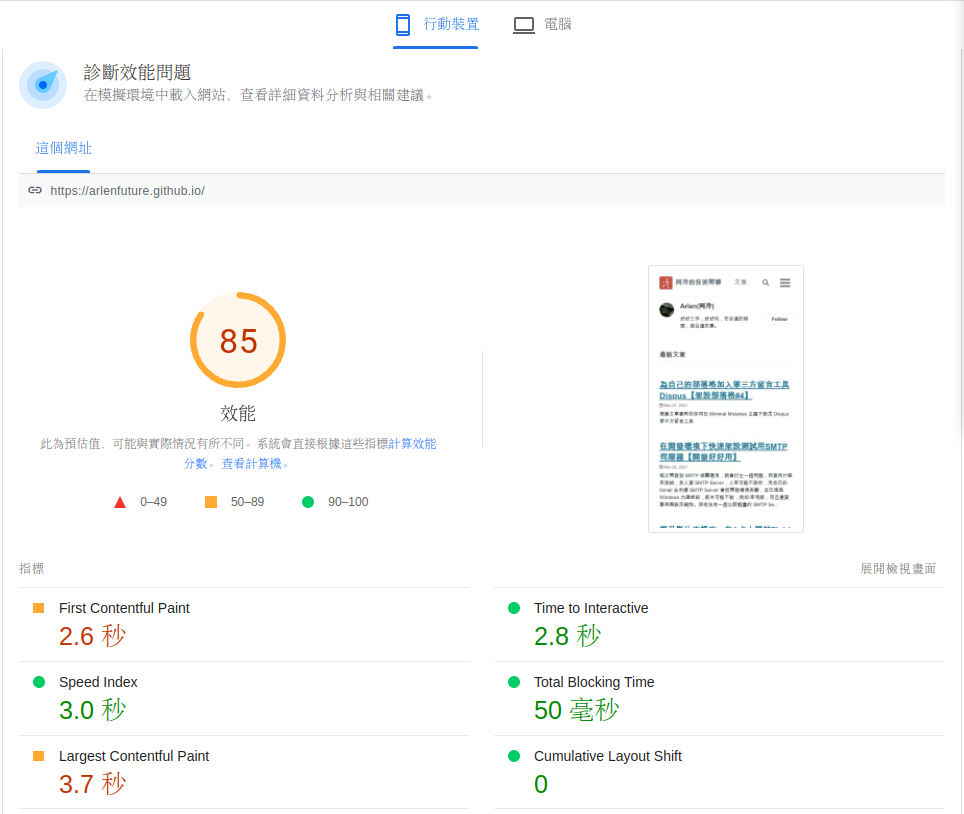 行動裝置 電腦
診斷效能問題
在模擬環境中載入網站，查看詳細資料分析與相關建議。
這個網址
https://arlenfuture.github.io/
85
效能
此為預估值，可能與實際情況有所不同。系統會直接根據這些指標計算效能
分數。 查看計算機。
0–49 50–89 90–100
阿冷的技術閒聊 文章
Arlen(阿冷)
Follow
最新文章
為自己的部落格加入第三方留言工具
Disqus【架設部落格#4】
在開發環境下快速架設測試用SMTP
伺服器【開發好好用】
指標 展開檢視畫面
First Contentful Paint
2.6 秒
Time to Interactive
2.8 秒
Speed Index
3.0 秒
Total Blocking Time
50 毫秒
Largest Contentful Paint
3.7 秒
Cumulative Layout Shift
0